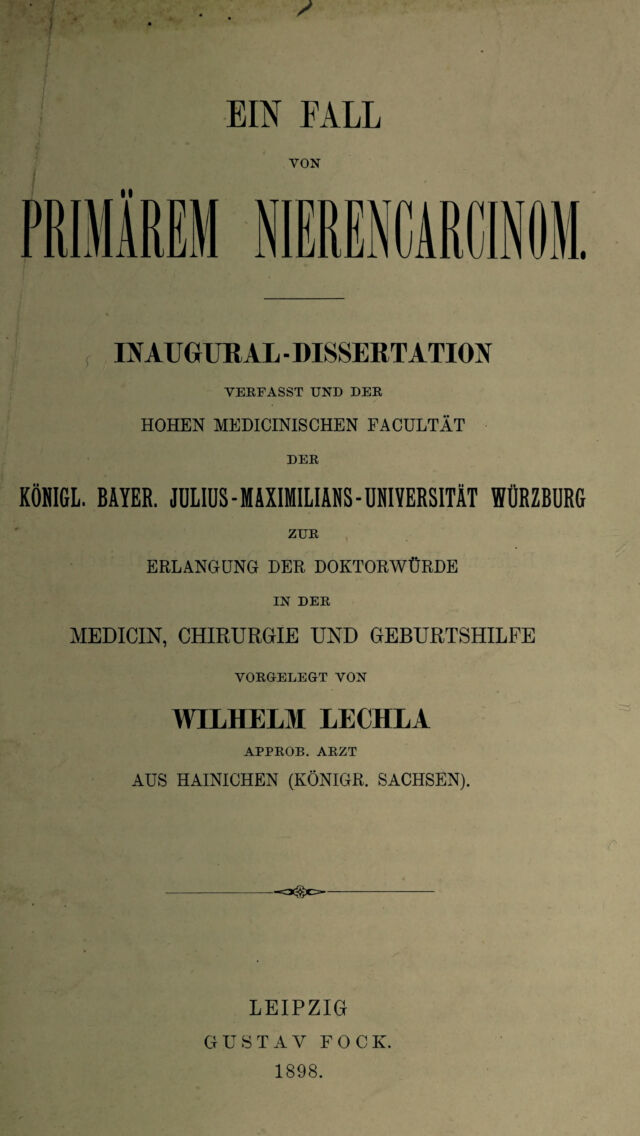 EIN FALL
VON
PRIMÄREM NIERENCARCINOM.
INAUGURAL-DISSERTATION
VERFASST UND DER
HOHEN MEDICINISCHEN FACULTÄT
DER
KÖNIGL. BAYER. JULIUS-MAXIMILIANS-UNIVERSITÄT WÜRZBURG
ZUR
ERLANGUNG DER DOKTORWÜRDE
IN DER
MEDICIN, CHIRURGIE UND GEBURTSHILFE
VORGELEGT VON
WILHELM LECHLA
APPROB. ARZT
AUS HAINICHEN (KÖNIGR. SACHSEN).
LEIPZIG
GUSTAV FOCK.
1898.